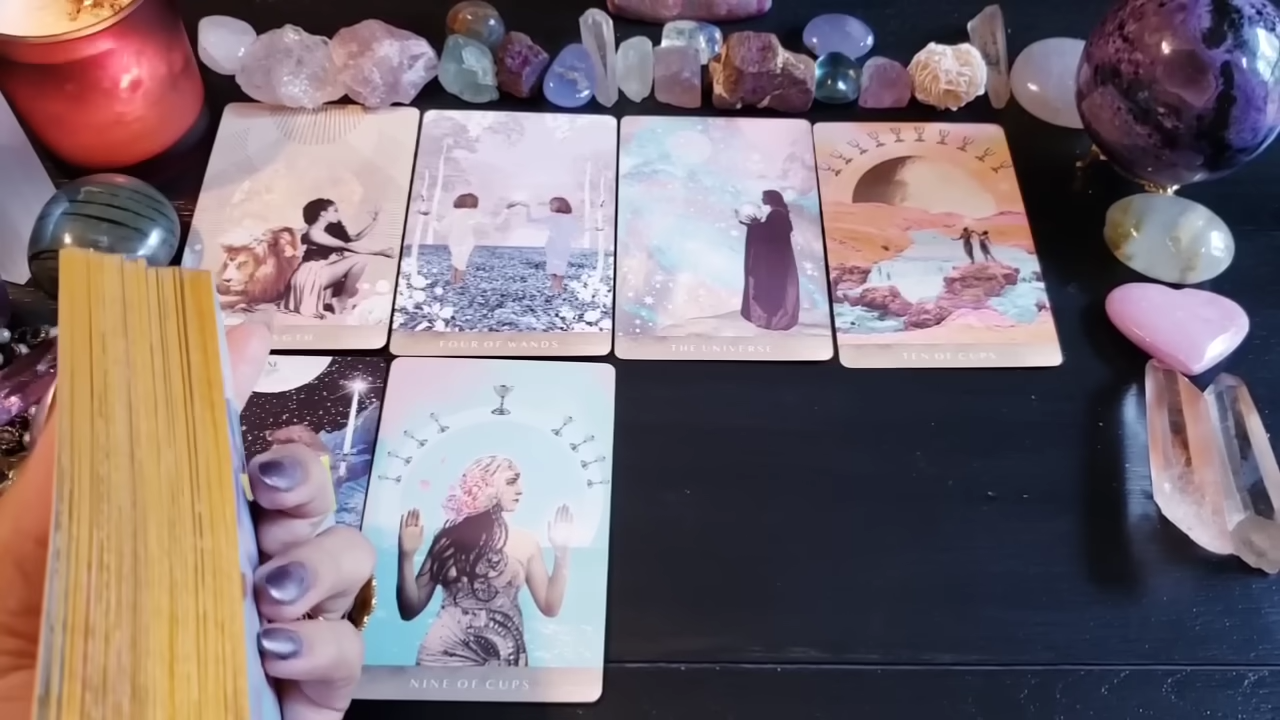 FOUR OF WANDS
THE UNIVERSE
TEN OF CUPS
NINE OF CUPS